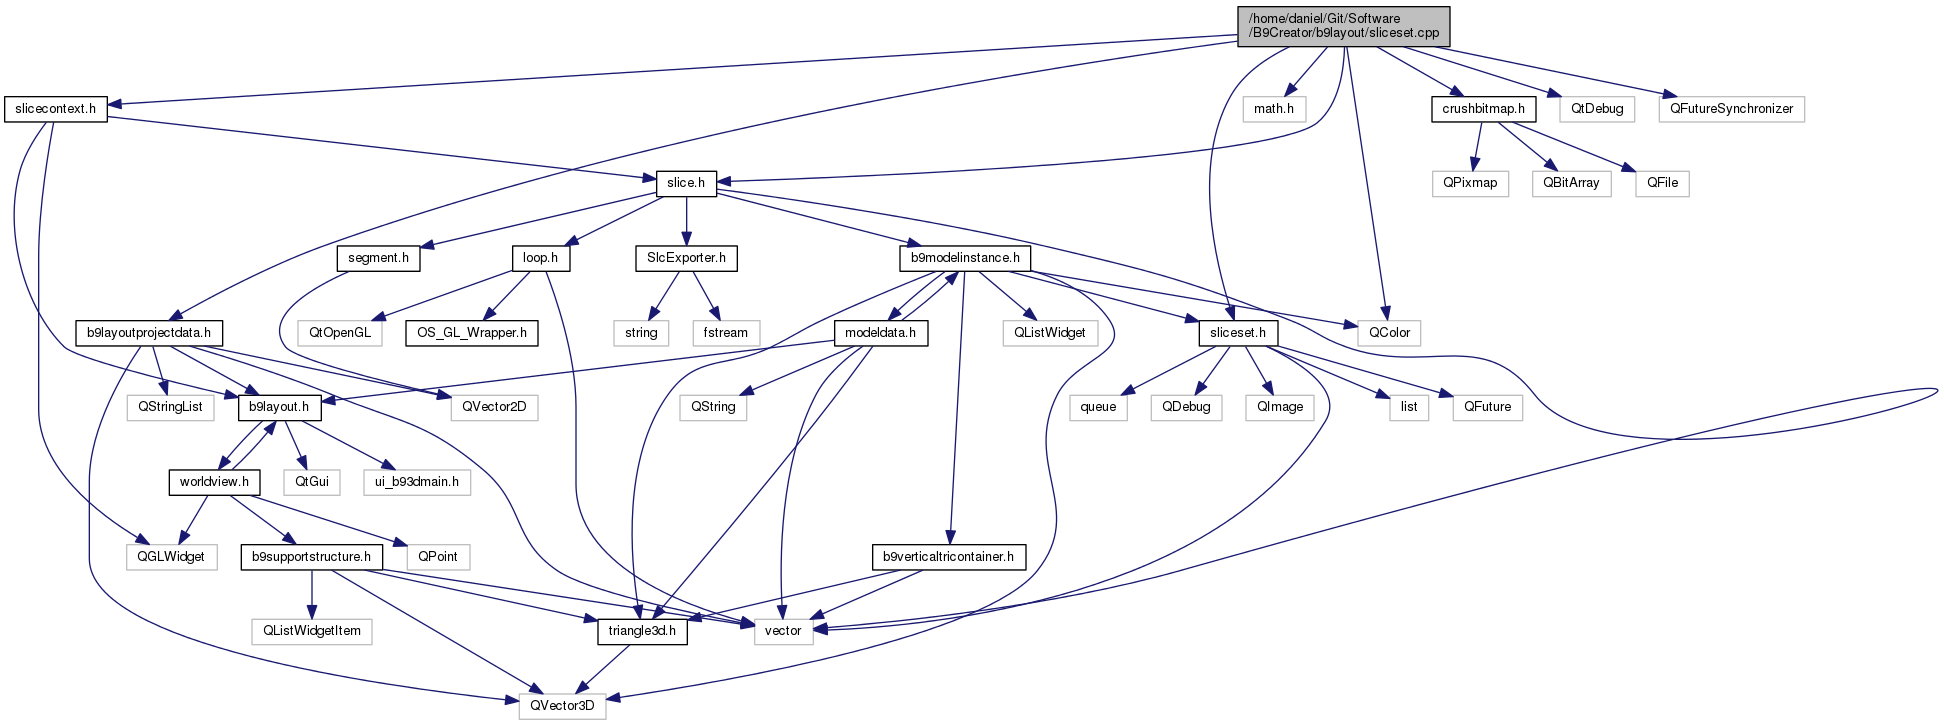 /home/daniel/Git/Software
/B9Creator/b9layout/sliceset.cpp
slicecontext.h
math.h
crushbitmap.h
QtDebug
QFutureSynchronizer
slice.h
QPixmap
QBitArray
QFile
segment.h
loop.h
SlcExporter.h
b9modelinstance.h
b9layoutprojectdata.h
QtOpenGL
OS_GL_Wrapper.h
string
fstream
modeldata.h
QListWidget
sliceset.h
QColor
QStringList
b9layout.h
QVector2D
QString
queue
QDebug
QImage
list
QFuture
worldview.h
QtGui
ui_b93dmain.h
QGLWidget
b9supportstructure.h
QPoint
b9verticaltricontainer.h
QListWidgetItem
triangle3d.h
vector
QVector3D